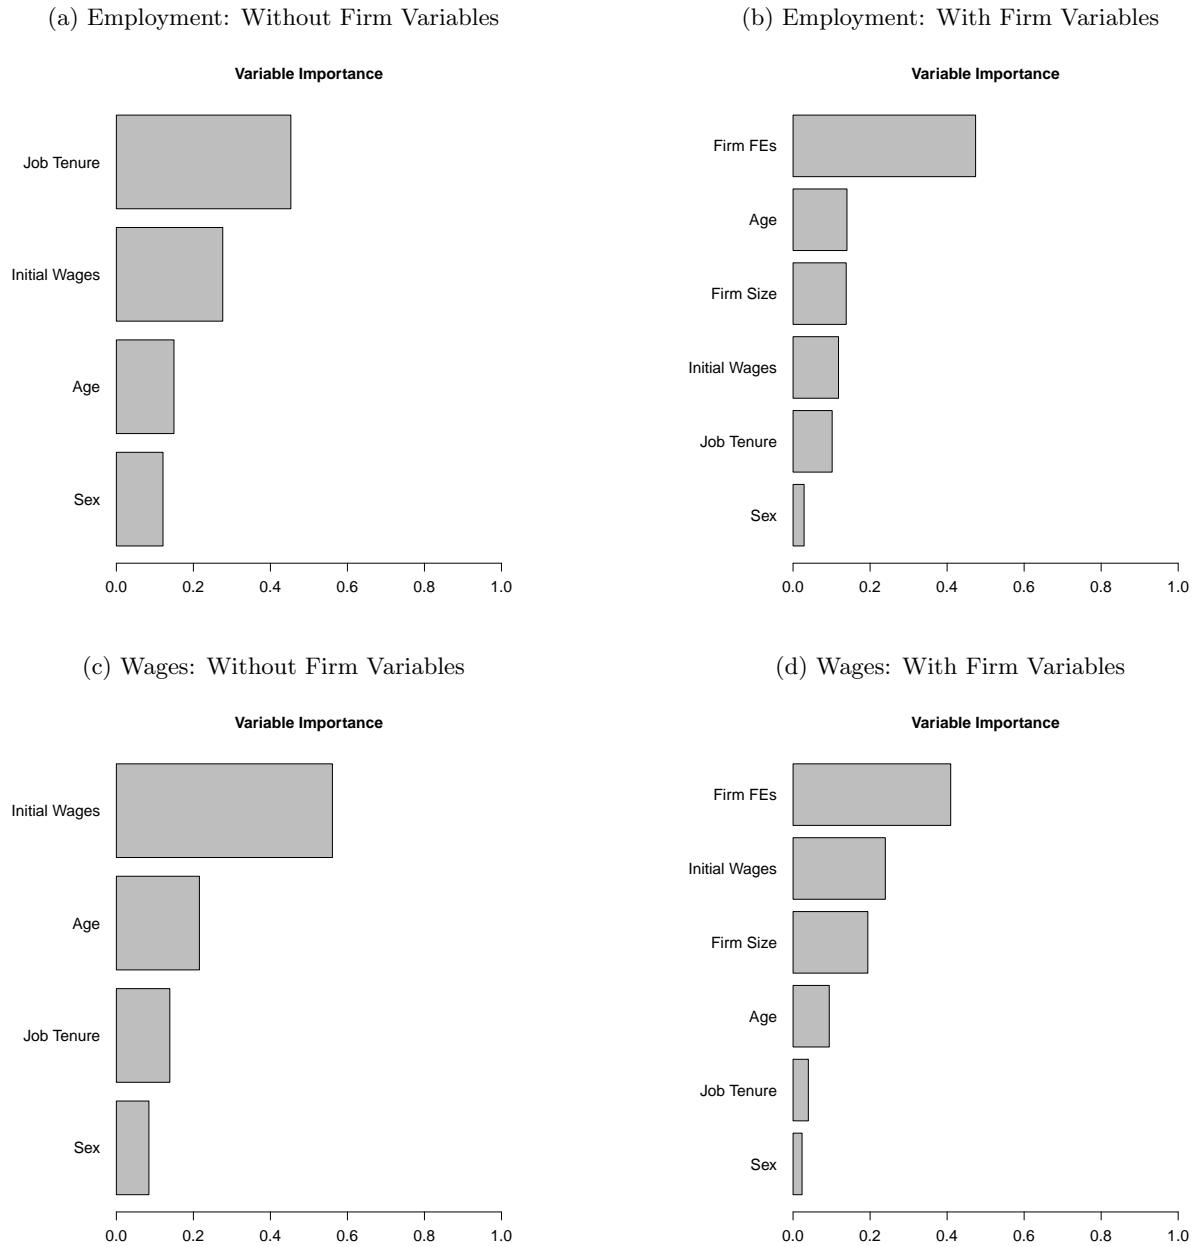 (a) Employment: Without Firm Variables
Variable Importance
Job Tenure
Initial Wages
Age
Sex
0.0 0.2 0.4 0.6 0.8 1.0
(b) Employment: With Firm Variables
Variable Importance
Firm FEs
Age
Firm Size
Initial Wages
Job Tenure
Sex
0.0 0.2 0.4 0.6 0.8 1.0
(c) Wages: Without Firm Variables
Variable Importance
Initial Wages
Age
Job Tenure
Sex
0.0 0.2 0.4 0.6 0.8 1.0
(d) Wages: With Firm Variables
Variable Importance
Firm FEs
Initial Wages
Firm Size
Age
Job Tenure
Sex
0.0 0.2 0.4 0.6 0.8 1.0